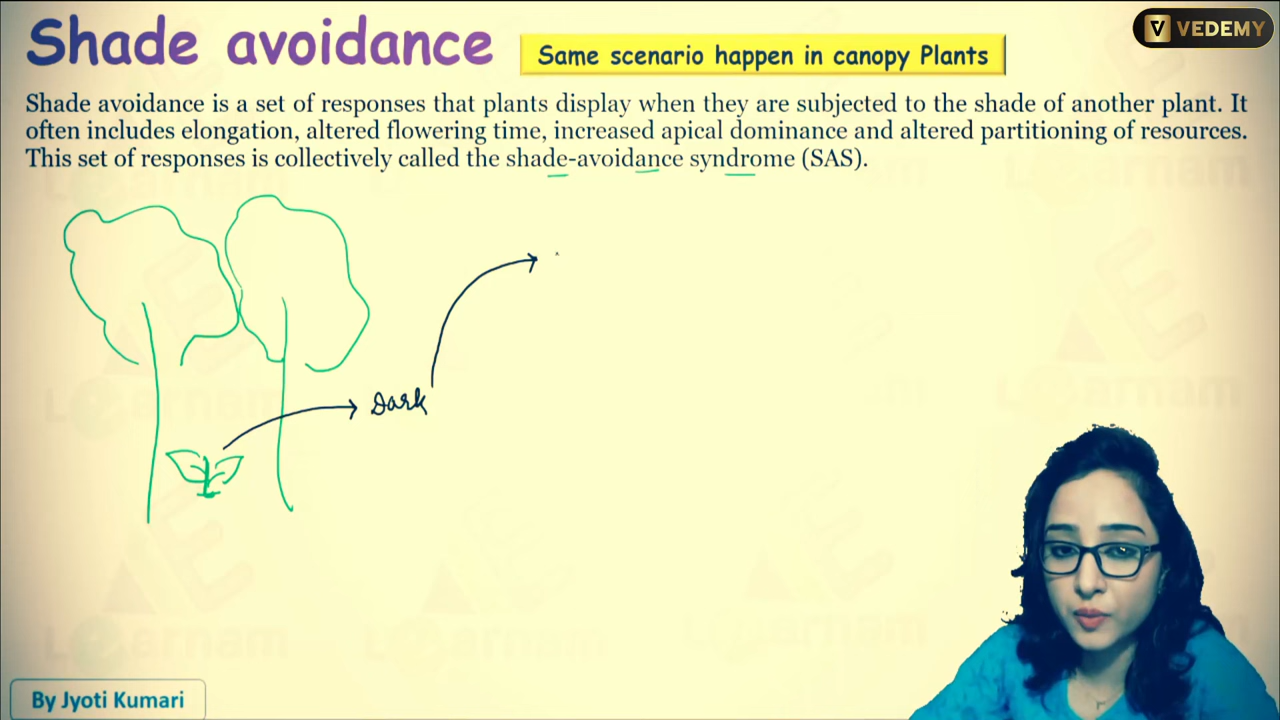 Shade avoidance
Same scenario happen in canopy Plants
VEDEMY
Shade avoidance is a set of responses that plants display when they are subjected to the shade of another plant. It
often includes elongation, altered flowering time, increased apical dominance and altered partitioning of resources.
This set of responses is collectively called the shade-avoidance syndrome (SAS).
Dark
By Jyoti Kumari